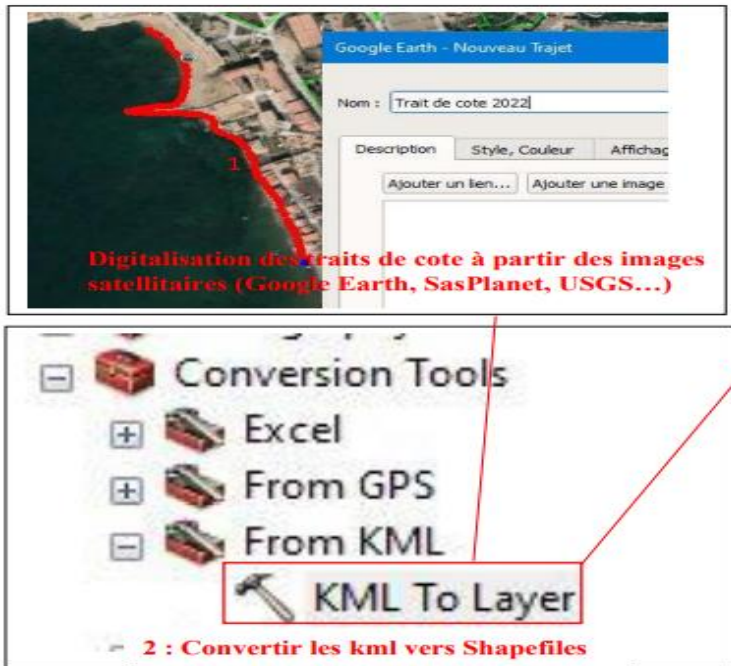 Google Earth - Nouveau Trajet
Nom : Trait de cote 2022
Description Style, Couleur Affichag
Ajouter un lien... Ajouter une image
1
Digitalisation des traits de cote à partir des images
satellitaires (Google Earth, SasPlanet, USGS…)
Conversion Tools
Excel
From GPS
From KML
KML To Layer
2 : Convertir les kml vers Shapefiles